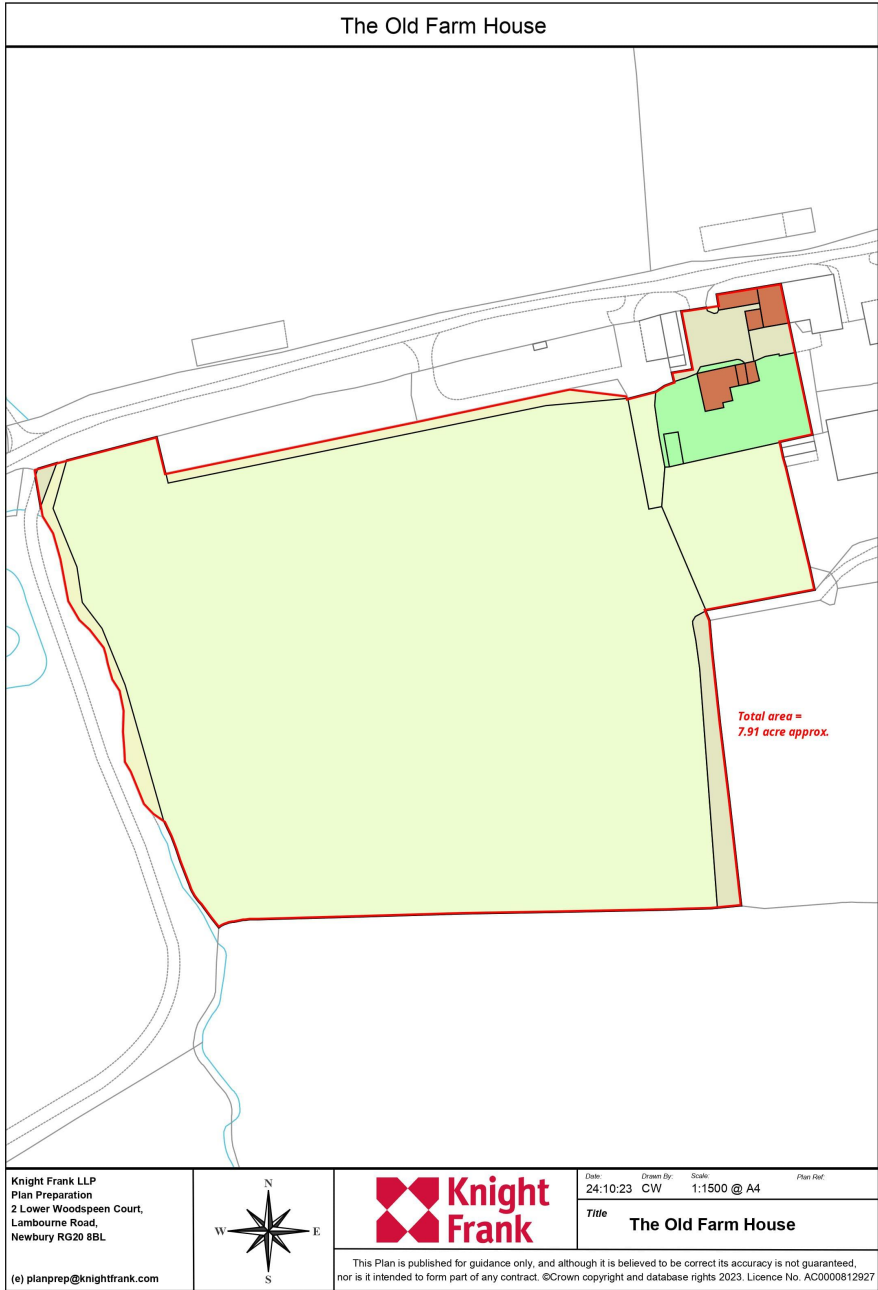 The Old Farm House
Total area =
7.91 acre approx.
Knight Frank LLP
Plan Preparation
2 Lower Woodspeen Court,
Lambourne Road,
Newbury RG20 8BL
(e) planprep@knightfrank.com
N
W E
S
Knight
Frank
Date: Drawn By: Scale: Plan Ref:
24:10:23 CW 1:1500 @ A4
Title
The Old Farm House
This Plan is published for guidance only, and although it is believed to be correct its accuracy is not guaranteed,
nor is it intended to form part of any contract. ©Crown copyright and database rights 2023. Licence No. AC0000812927